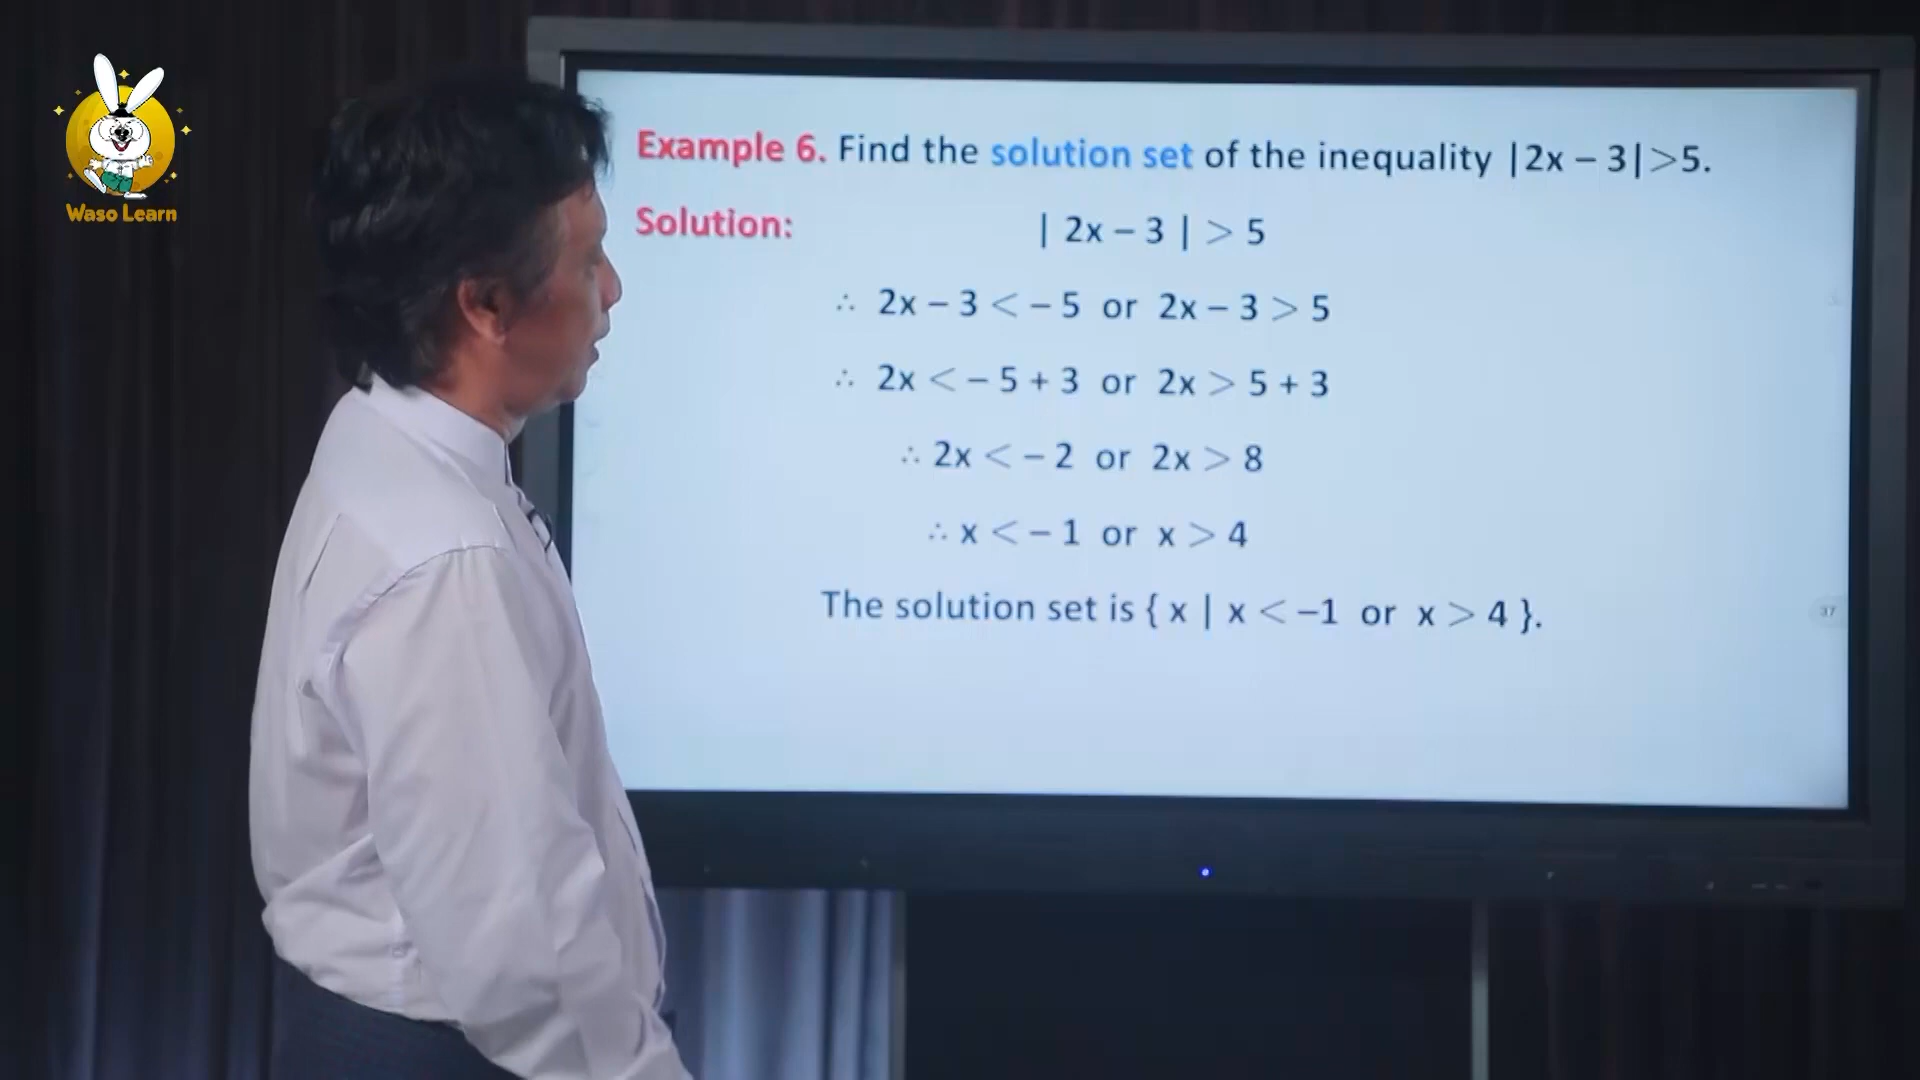 Waso Learn
Example 6. Find the solution set of the inequality |2x – 3|>5.
Solution: | 2x – 3 | > 5
∴ 2x – 3 < – 5 or 2x – 3 > 5
∴ 2x < – 5 + 3 or 2x > 5 + 3
∴ 2x < – 2 or 2x > 8
∴ x < – 1 or x > 4
The solution set is { x | x < –1 or x > 4 }.
37